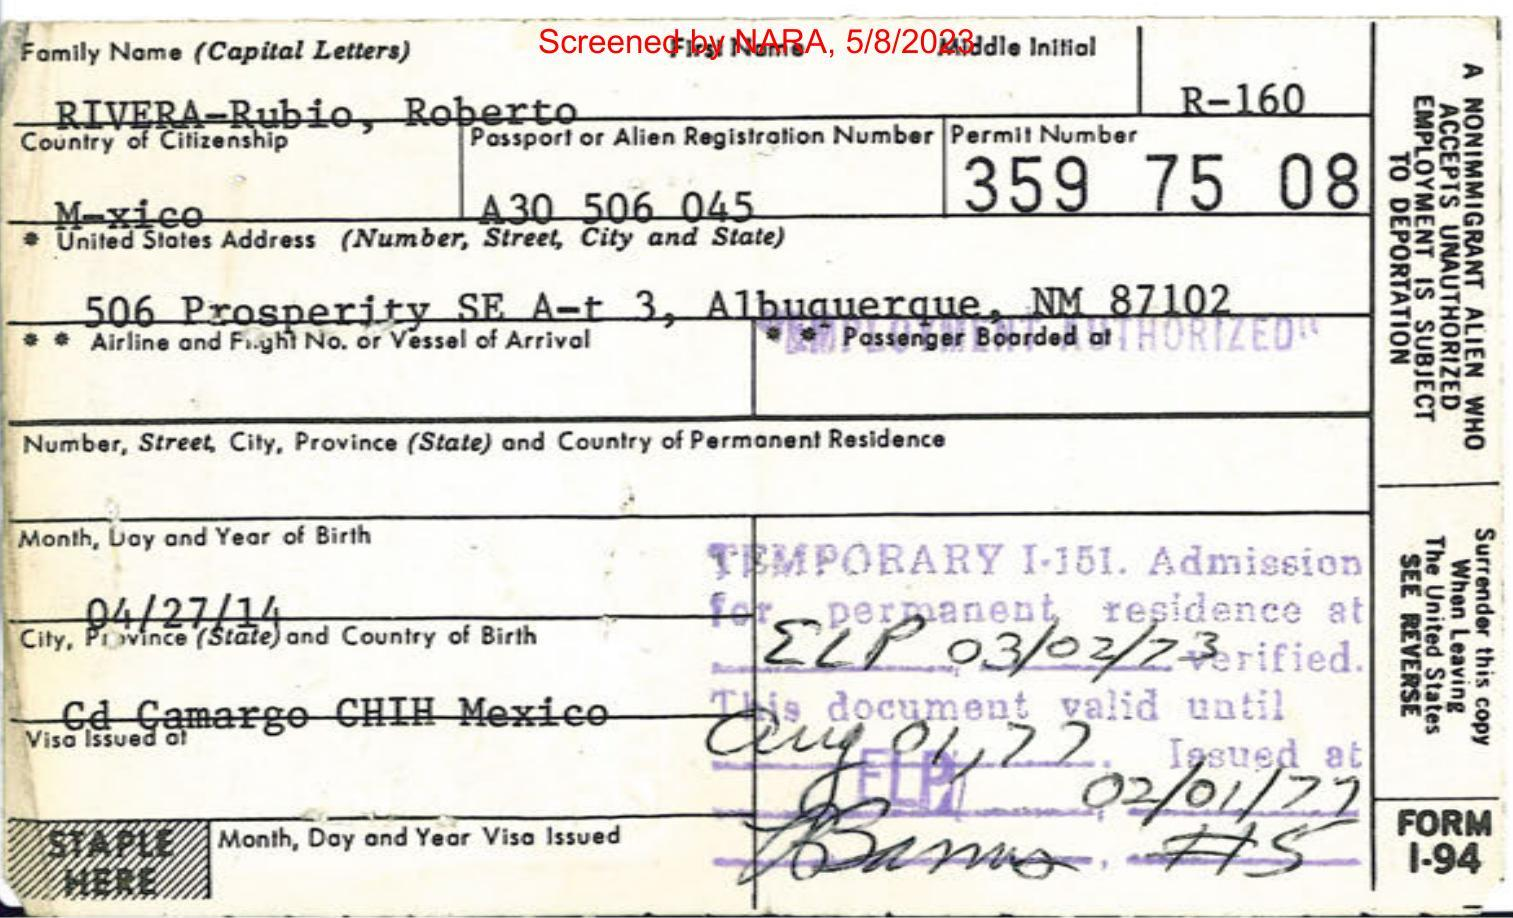 Screened by NARA, 5/8/2023
Family Name (Capital Letters) First Name Middle Initial
RIVERA-Rubio, Roberto R-160
Country of Citizenship Passport or Alien Registration Number Permit Number
M-xico A30 506 045 359 75 08
* United States Address (Number, Street, City and State)
506 Prosperity SE A-t 3, Albuquerque, NM 87102
"EMPLOYMENT AUTHORIZED"
* * Airline and Flight No. or Vessel of Arrival * * Passenger Boarded at
Number, Street, City, Province (State) and Country of Permanent Residence
Month, Day and Year of Birth
04/27/14
City, Province (State) and Country of Birth
Cd Camargo CHIH Mexico
Visa Issued at
STAPLE
HERE
Month, Day and Year Visa Issued
TEMPORARY I-151. Admission
for permanent residence at
ELP 03/02/73 verified.
This document valid until
Aug 01, 77. Issued at
ELP, 02/01/77
#5
A NONIMMIGRANT ALIEN WHO
ACCEPTS UNAUTHORIZED
EMPLOYMENT IS SUBJECT
TO DEPORTATION
Surrender this copy
When Leaving
The United States
SEE REVERSE
FORM
I-94